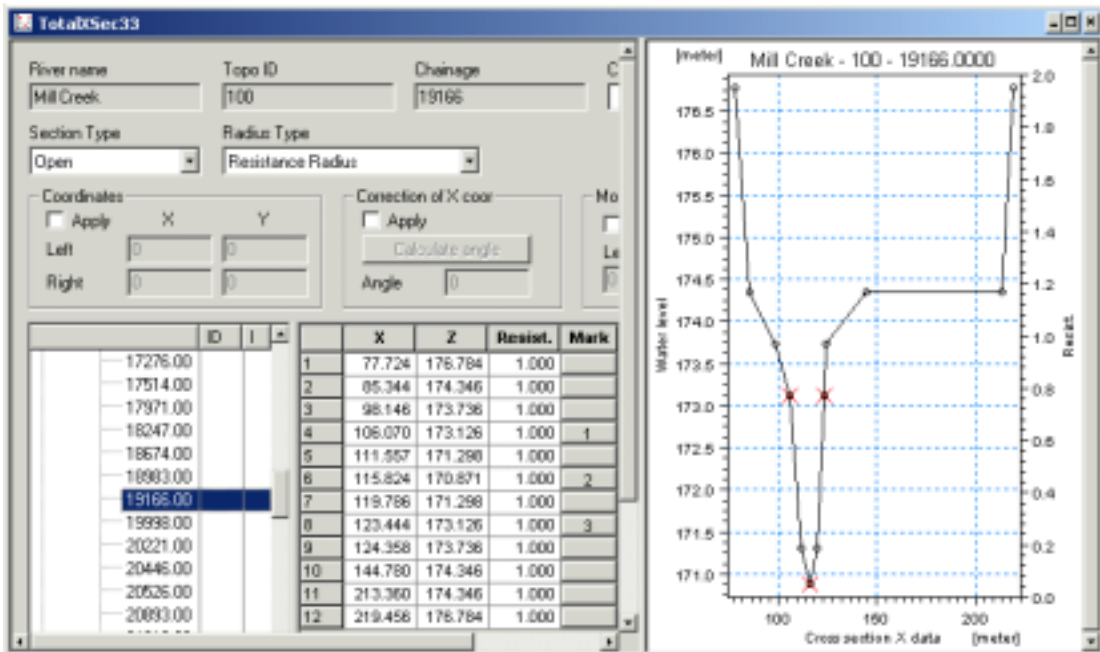 TotalXSec33
River name
Topo ID
Chainage
C
Mill Creek
100
19166
Section Type
Radius Type
Open
Resistance Radius
Coordinates
Apply X Y
Left 0 0
Right 0 0
Correction of X coor
Apply
Calculate angle
Angle 0
Mo
Le
0
ID I
17276.00
17514.00
17971.00
18247.00
18674.00
18983.00
19166.00
19998.00
20221.00
20446.00
20526.00
20893.00
X Z Resist. Mark
1 77.724 176.784 1.000
2 85.344 174.346 1.000
3 98.146 173.736 1.000
4 106.070 173.126 1.000 1
5 111.557 171.298 1.000
6 115.824 170.871 1.000 2
7 119.786 171.298 1.000
8 123.444 173.126 1.000 3
9 124.358 173.736 1.000
10 144.780 174.346 1.000
11 213.360 174.346 1.000
12 219.456 176.784 1.000
[meter] Mill Creek - 100 - 19166.0000
176.5
176.0
175.5
175.0
174.5
174.0
173.5
173.0
172.5
172.0
171.5
171.0
Water level
2.0
1.8
1.6
1.4
1.2
1.0
0.8
0.6
0.4
0.2
0.0
Resist.
100 150 200
Cross section X data [meter]